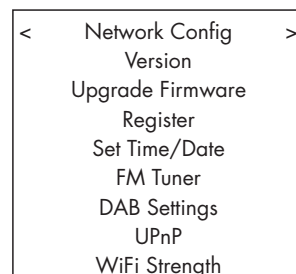 < Network Config >
Version
Upgrade Firmware
Register
Set Time/Date
FM Tuner
DAB Settings
UPnP
WiFi Strength